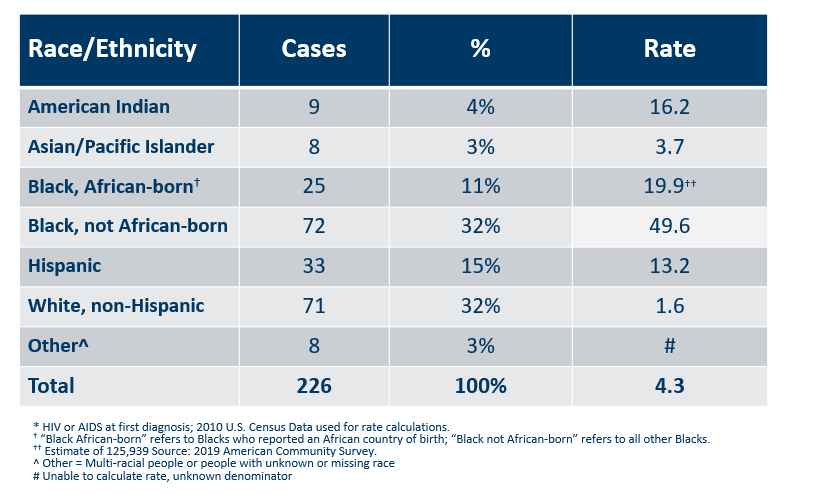 Race/Ethnicity Cases % Rate
American Indian 9 4% 16.2
Asian/Pacific Islander 8 3% 3.7
Black, African-born† 25 11% 19.9††
Black, not African-born 72 32% 49.6
Hispanic 33 15% 13.2
White, non-Hispanic 71 32% 1.6
Other^ 8 3% #
Total 226 100% 4.3
* HIV or AIDS at first diagnosis; 2010 U.S. Census Data used for rate calculations.
† “Black African-born” refers to Blacks who reported an African country of birth; “Black not African-born” refers to all other Blacks.
†† Estimate of 125,939 Source: 2019 American Community Survey.
^ Other = Multi-racial people or people with unknown or missing race
# Unable to calculate rate, unknown denominator